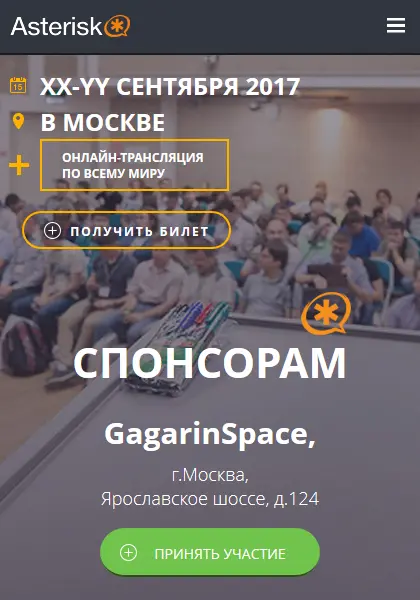 Asterisk
15
XX-YY СЕНТЯБРЯ 2017
В МОСКВЕ
ОНЛАЙН-ТРАНСЛЯЦИЯ
ПО ВСЕМУ МИРУ
ПОЛУЧИТЬ БИЛЕТ
СПОНСОРАМ
GagarinSpace,
г.Москва,
Ярославское шоссе, д.124
ПРИНЯТЬ УЧАСТИЕ